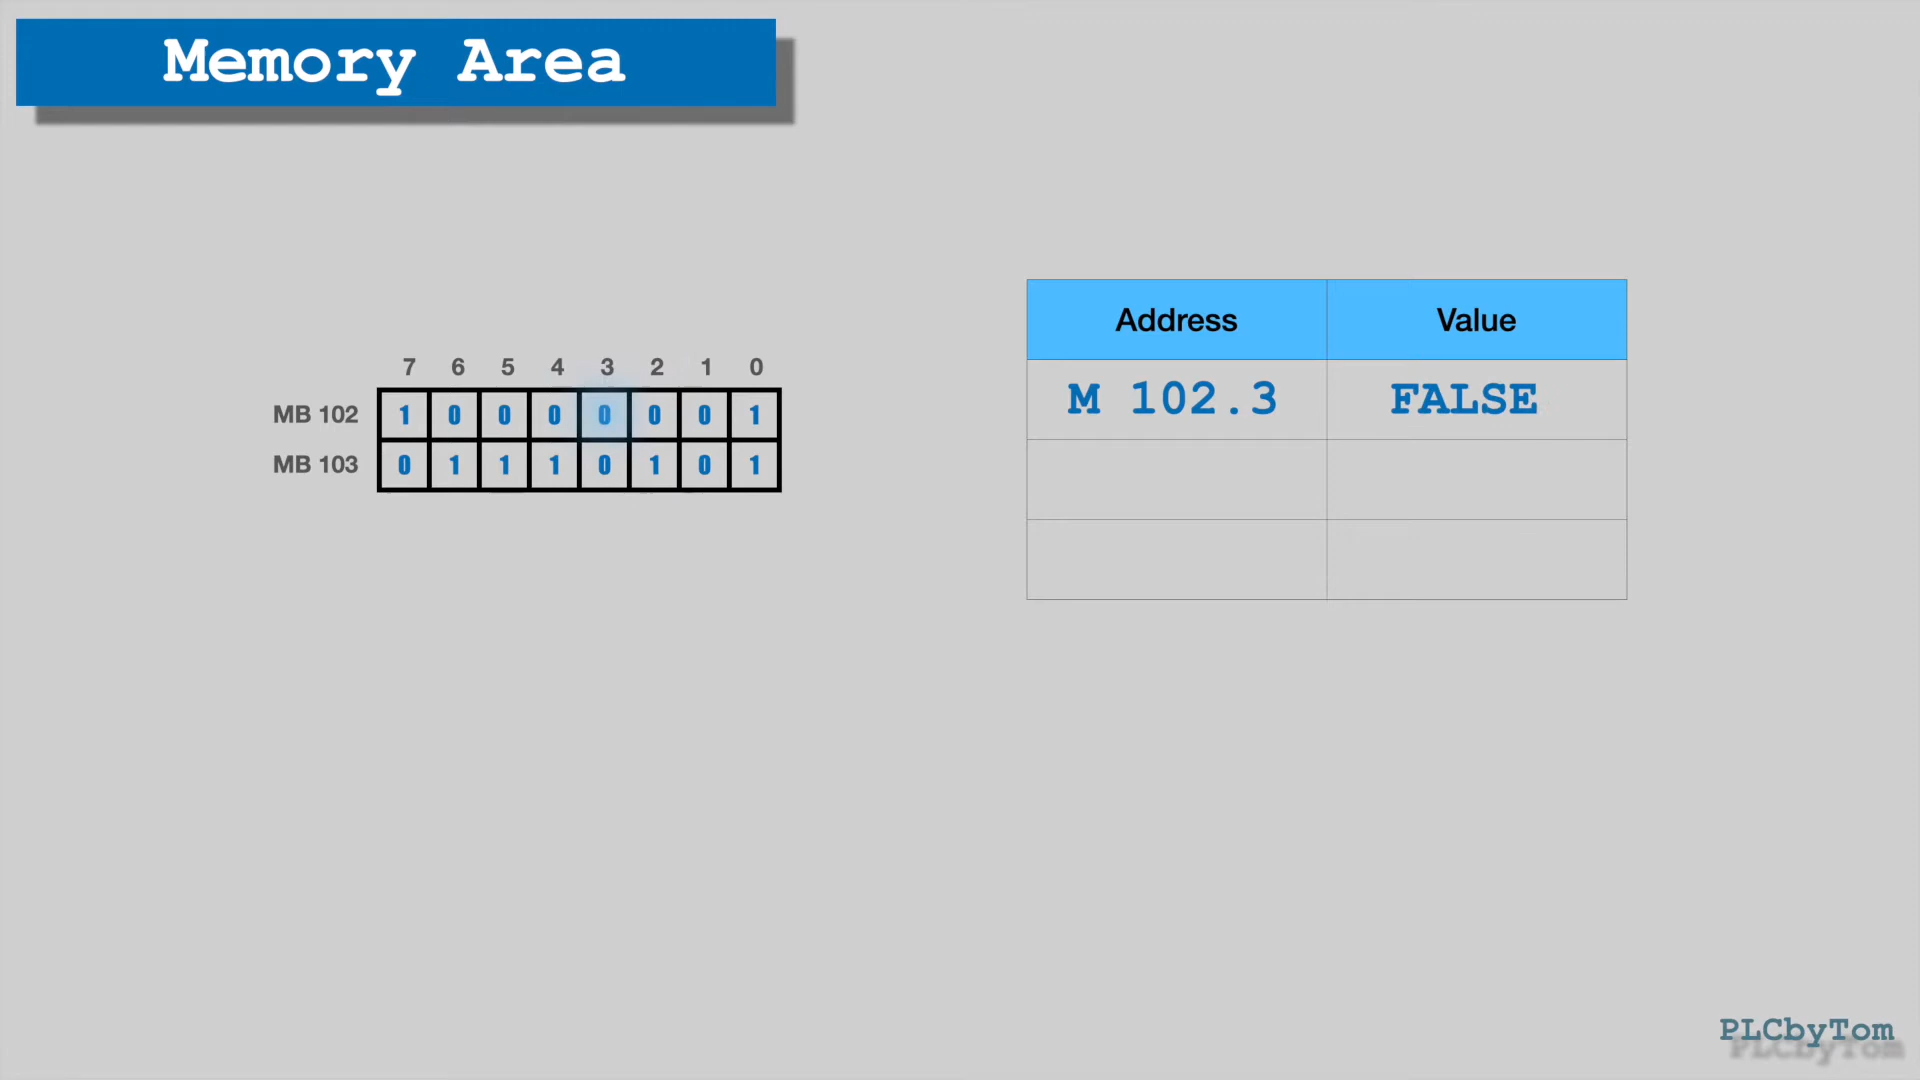 Memory Area
7 6 5 4 3 2 1 0
MB 102 1 0 0 0 0 0 0 1
MB 103 0 1 1 1 0 1 0 1
Address Value
M 102.3 FALSE
PLCbyTom